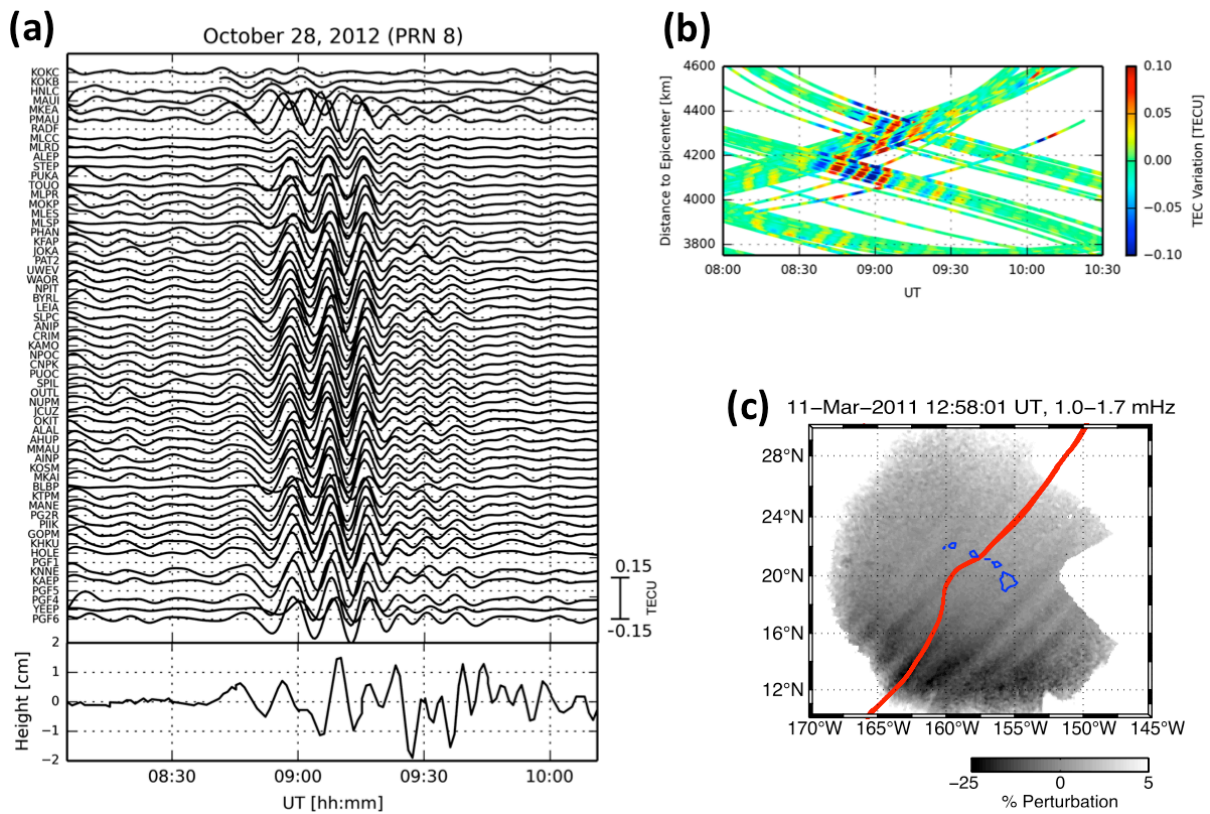 (a)
October 28, 2012 (PRN 8)
KOKC
KOKB
HNLC
MAUI
MKEA
PMAU
RADF
MLCC
MLRD
ALEP
STEP
PUKA
TOUO
MLPR
MOKP
MLES
MLSP
PHAN
KFAP
JOKA
PAT2
UWEV
WAOR
NPIT
BYRL
LEIA
SLPC
ANIP
CRIM
KAMO
NPOC
CNPK
PUOC
SPIL
OUTL
NUPM
JCUZ
OKIT
ALAL
AHUP
MMAU
AINP
KOSM
MKAI
BLBP
KTPM
MANE
PG2R
PIIK
GOPM
KHKU
HOLE
PGF1
KNNE
KAEP
PGF5
PGF4
YEEP
PGF6
0.15
TECU
-0.15
2
1
0
−1
−2
Height [cm]
08:30 09:00 09:30 10:00
UT [hh:mm]
(b)
4600
4400
4200
4000
3800
Distance to Epicenter [km]
08:00 08:30 09:00 09:30 10:00 10:30
UT
0.10
0.05
0.00
−0.05
−0.10
TEC Variation [TECU]
(c)
11−Mar−2011 12:58:01 UT, 1.0−1.7 mHz
28°N
24°N
20°N
16°N
12°N
170°W 165°W 160°W 155°W 150°W 145°W
−25 0 5
% Perturbation